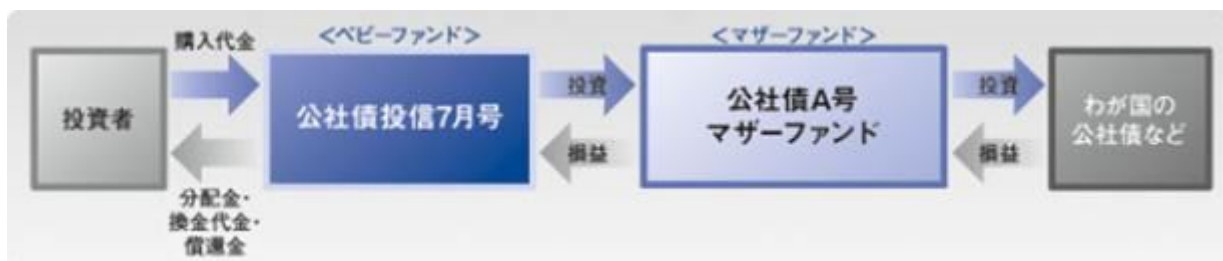 購入代金
<ベビーファンド>
<マザーファンド>
投資者
公社債投信7月号
投資
公社債A号
マザーファンド
投資
わが国の
公社債など
損益
損益
分配金・
換金代金・
償還金